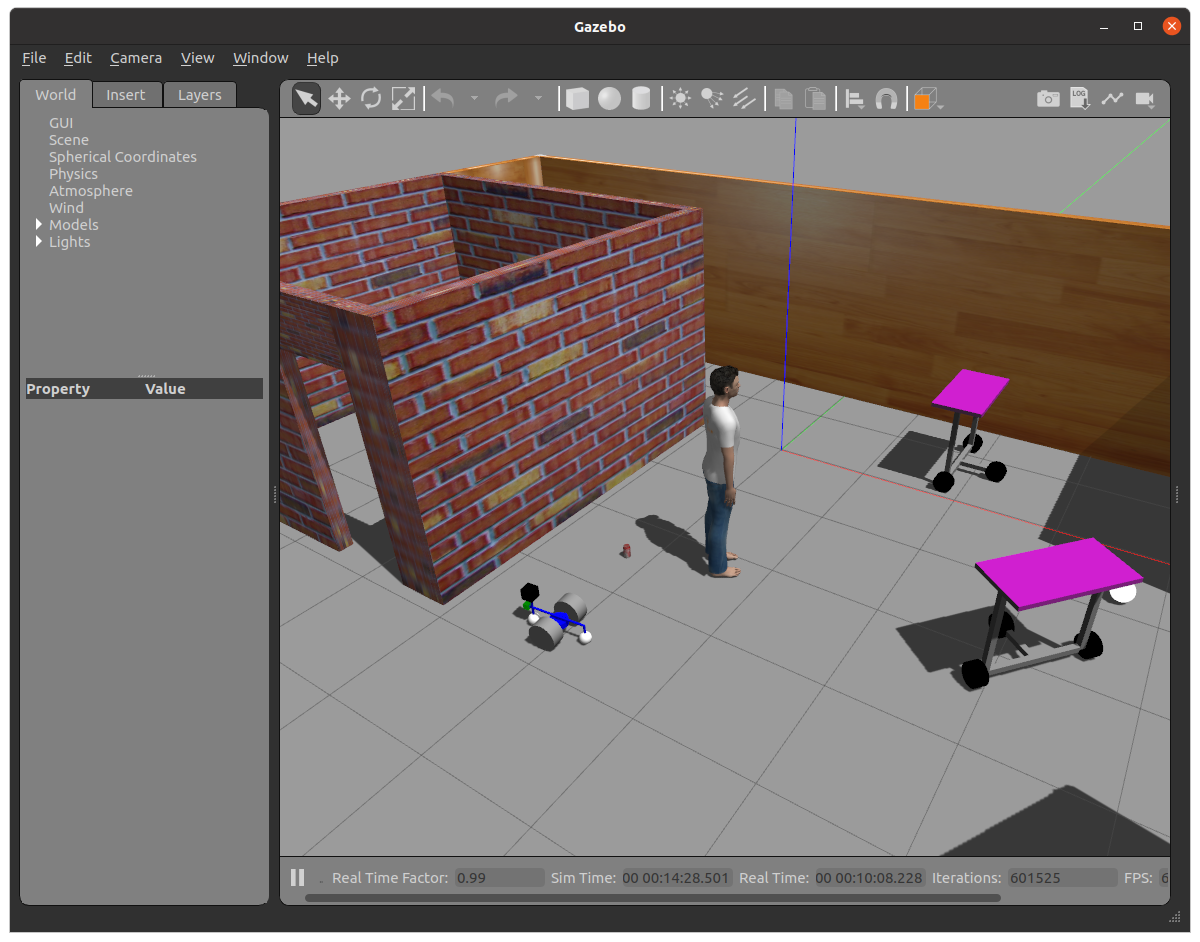 Gazebo
File Edit Camera View Window Help
World Insert Layers
LOG
GUI
Scene
Spherical Coordinates
Physics
Atmosphere
Wind
Models
Lights
Property Value
Real Time Factor: 0.99 Sim Time: 00 00:14:28.501 Real Time: 00 00:10:08.228 Iterations: 601525 FPS: 6